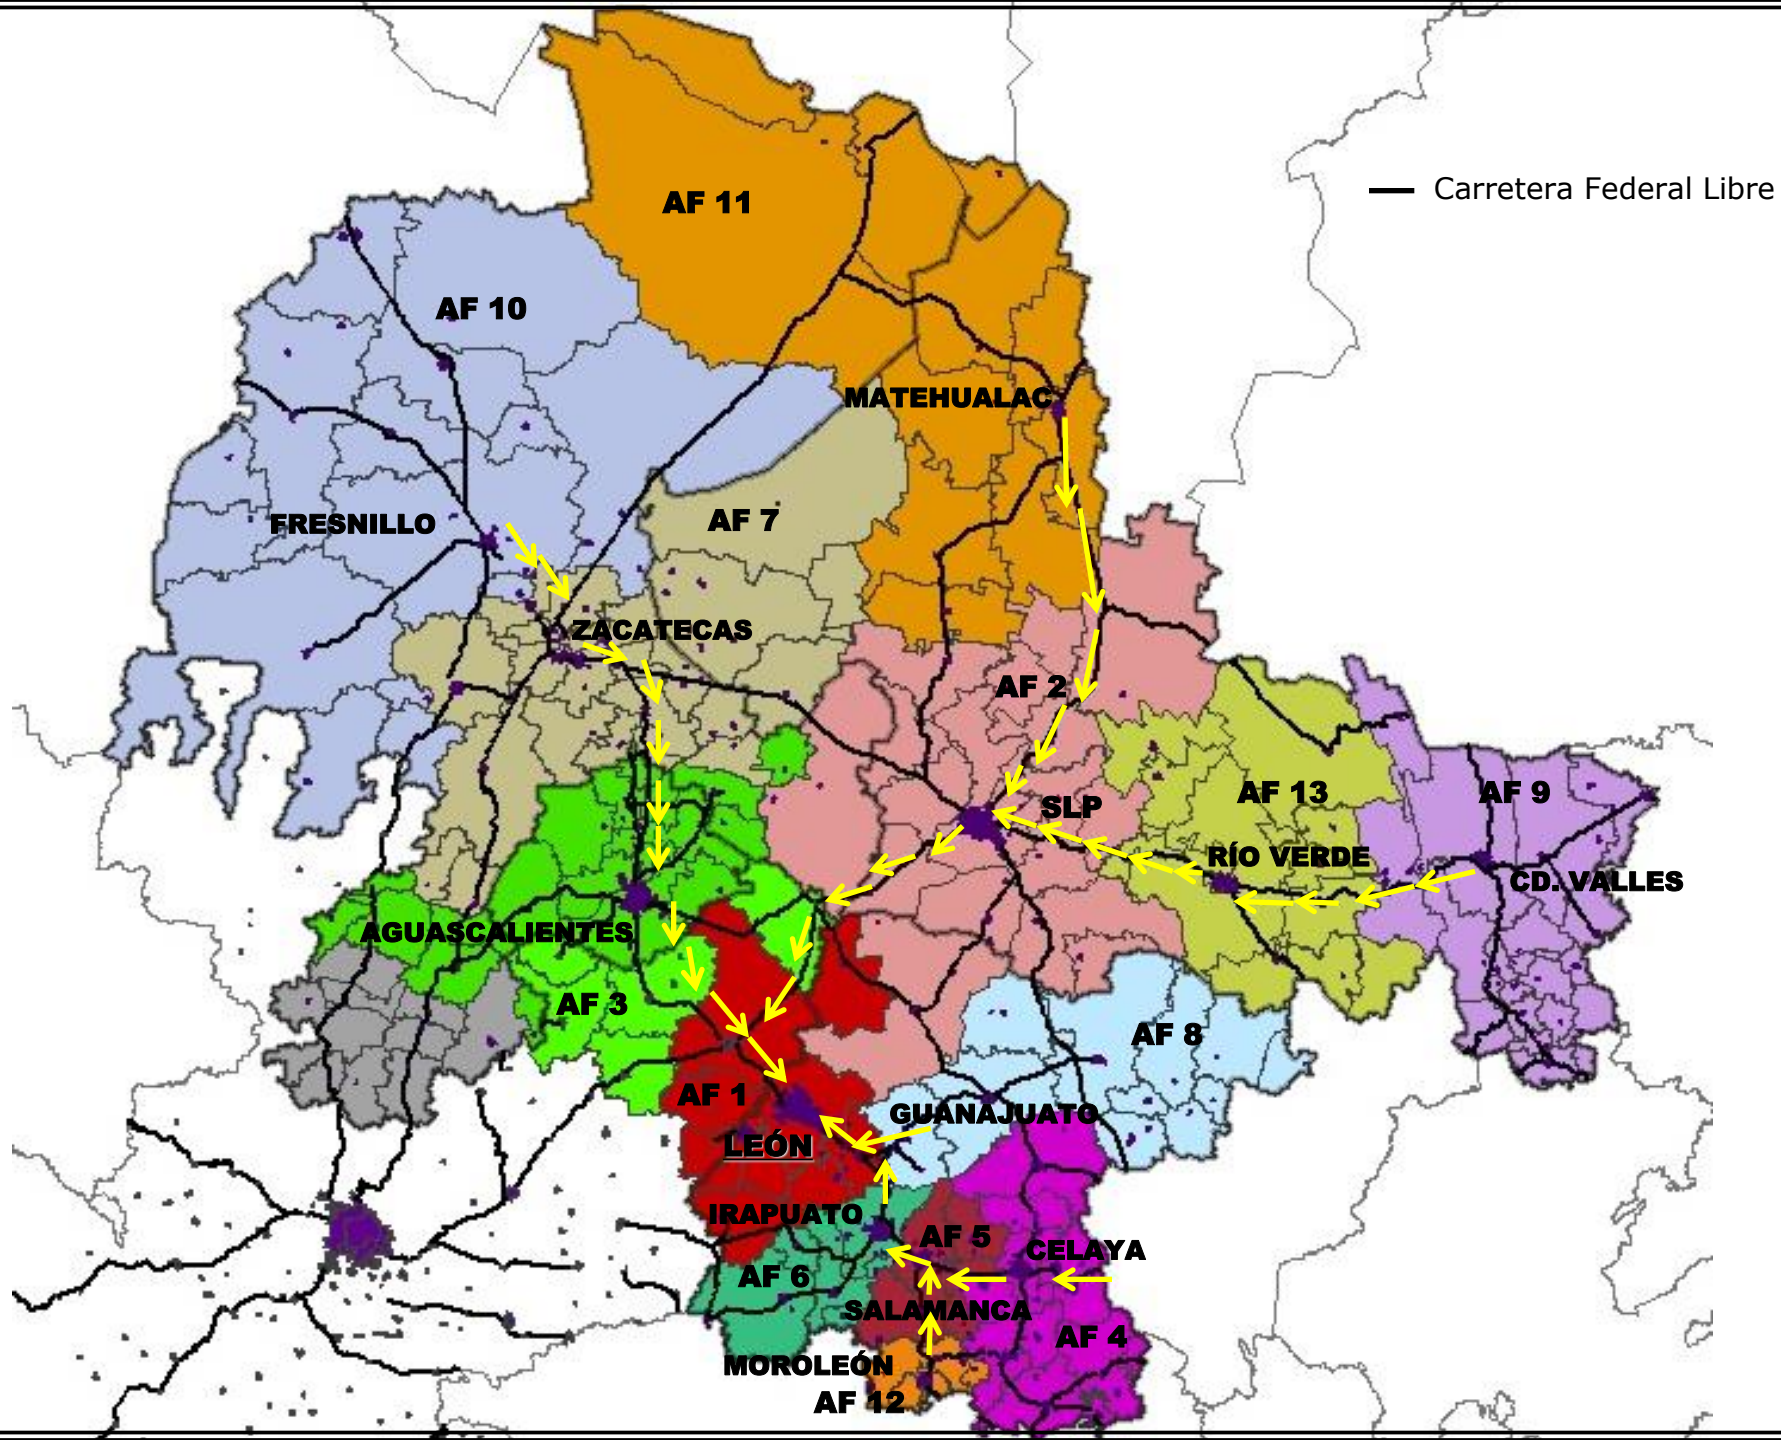 Carretera Federal Libre
AF 11
AF 10
MATEHUALAC
FRESNILLO
AF 7
ZACATECAS
AF 2
SLP
AF 13
AF 9
RÍO VERDE
CD. VALLES
AGUASCALIENTES
AF 3
AF 8
AF 1
GUANAJUATO
LEÓN
IRAPUATO
AF 5
CELAYA
AF 6
SALAMANCA
AF 4
MOROLEÓN
AF 12